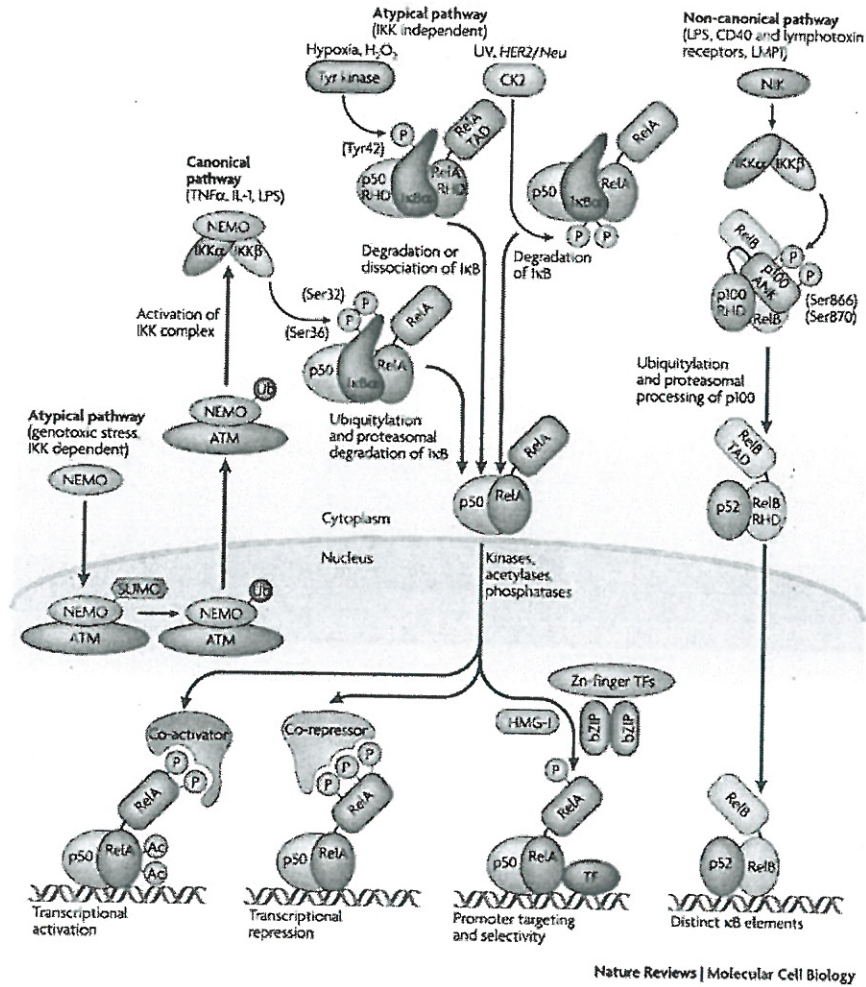 Atypical pathway
(IKK independent)
Hypoxia, H₂O₂
Tyr kinase
UV, HER2/Neu
CK2
Non-canonical pathway
(LPS, CD40 and lymphotoxin
receptors, LMP1)
NIK
IKKα
IKKβ
P
(Tyr42)
p50
RHD
IκBα
RelA
RHD
RelA
TAD
p50
IκBα
RelA
RelA
P
P
Degradation or
dissociation of IκB
Degradation
of IκB
RelB
P
P
p100
ANK
p100
RHD
RelB
(Ser866)
(Ser870)
Canonical
pathway
(TNFα, IL-1, LPS)
NEMO
IKKα
IKKβ
Activation of
IKK complex
(Ser32)
P
P
(Ser36)
RelA
p50
IκBα
RelA
Ubiquitylation
and proteasomal
degradation of IκB
Ubiquitylation
and proteasomal
processing of p100
Atypical pathway
(genotoxic stress,
IKK dependent)
NEMO
Ub
NEMO
ATM
RelA
p50
RelA
RelB
TAD
p52
RelB
RHD
Cytoplasm
Nucleus
Kinases,
acetylases,
phosphatases
SUMO
NEMO
ATM
Ub
NEMO
ATM
Co-activator
P
P
RelA
p50
RelA
Ac
Ac
Transcriptional
activation
Co-repressor
P
P
P
RelA
p50
RelA
Transcriptional
repression
Zn-finger TFs
HMG-I
bZIP
bZIP
P
RelA
p50
RelA
TF
Promoter targeting
and selectivity
RelB
p52
RelB
Distinct κB elements
Nature Reviews | Molecular Cell Biology